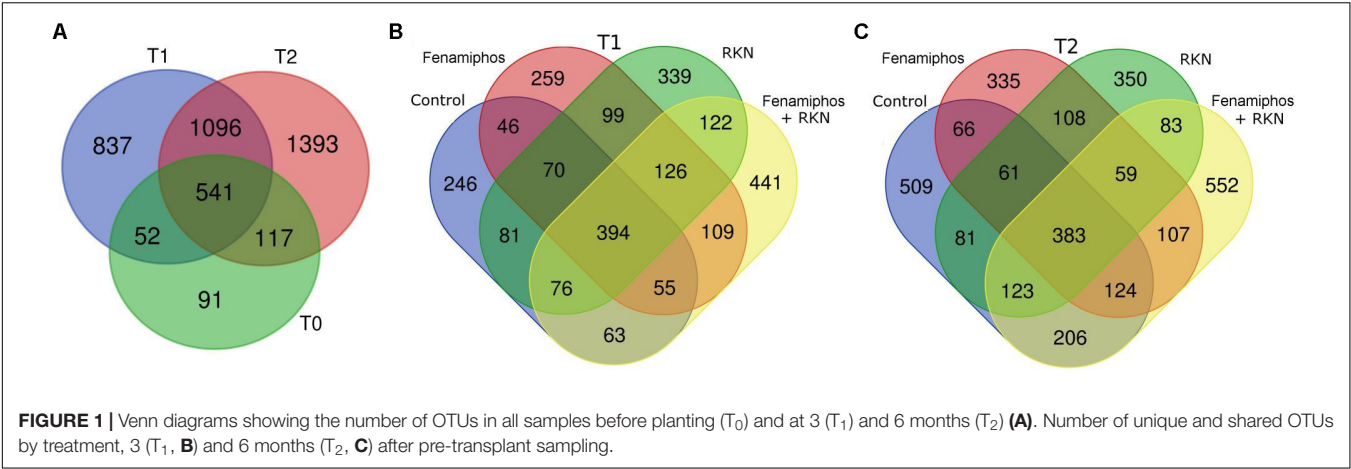 A
T1
T2
837
1096
1393
541
52
117
91
T0
B
T1
Fenamiphos
RKN
Control
Fenamiphos
+ RKN
259
339
46
99
122
246
70
126
441
81
394
109
76
55
63
C
T2
Fenamiphos
RKN
Control
Fenamiphos
+ RKN
335
350
66
108
83
509
61
59
552
81
383
107
123
124
206
FIGURE 1 | Venn diagrams showing the number of OTUs in all samples before planting (T0) and at 3 (T1) and 6 months (T2) (A). Number of unique and shared OTUs
by treatment, 3 (T1, B) and 6 months (T2, C) after pre-transplant sampling.